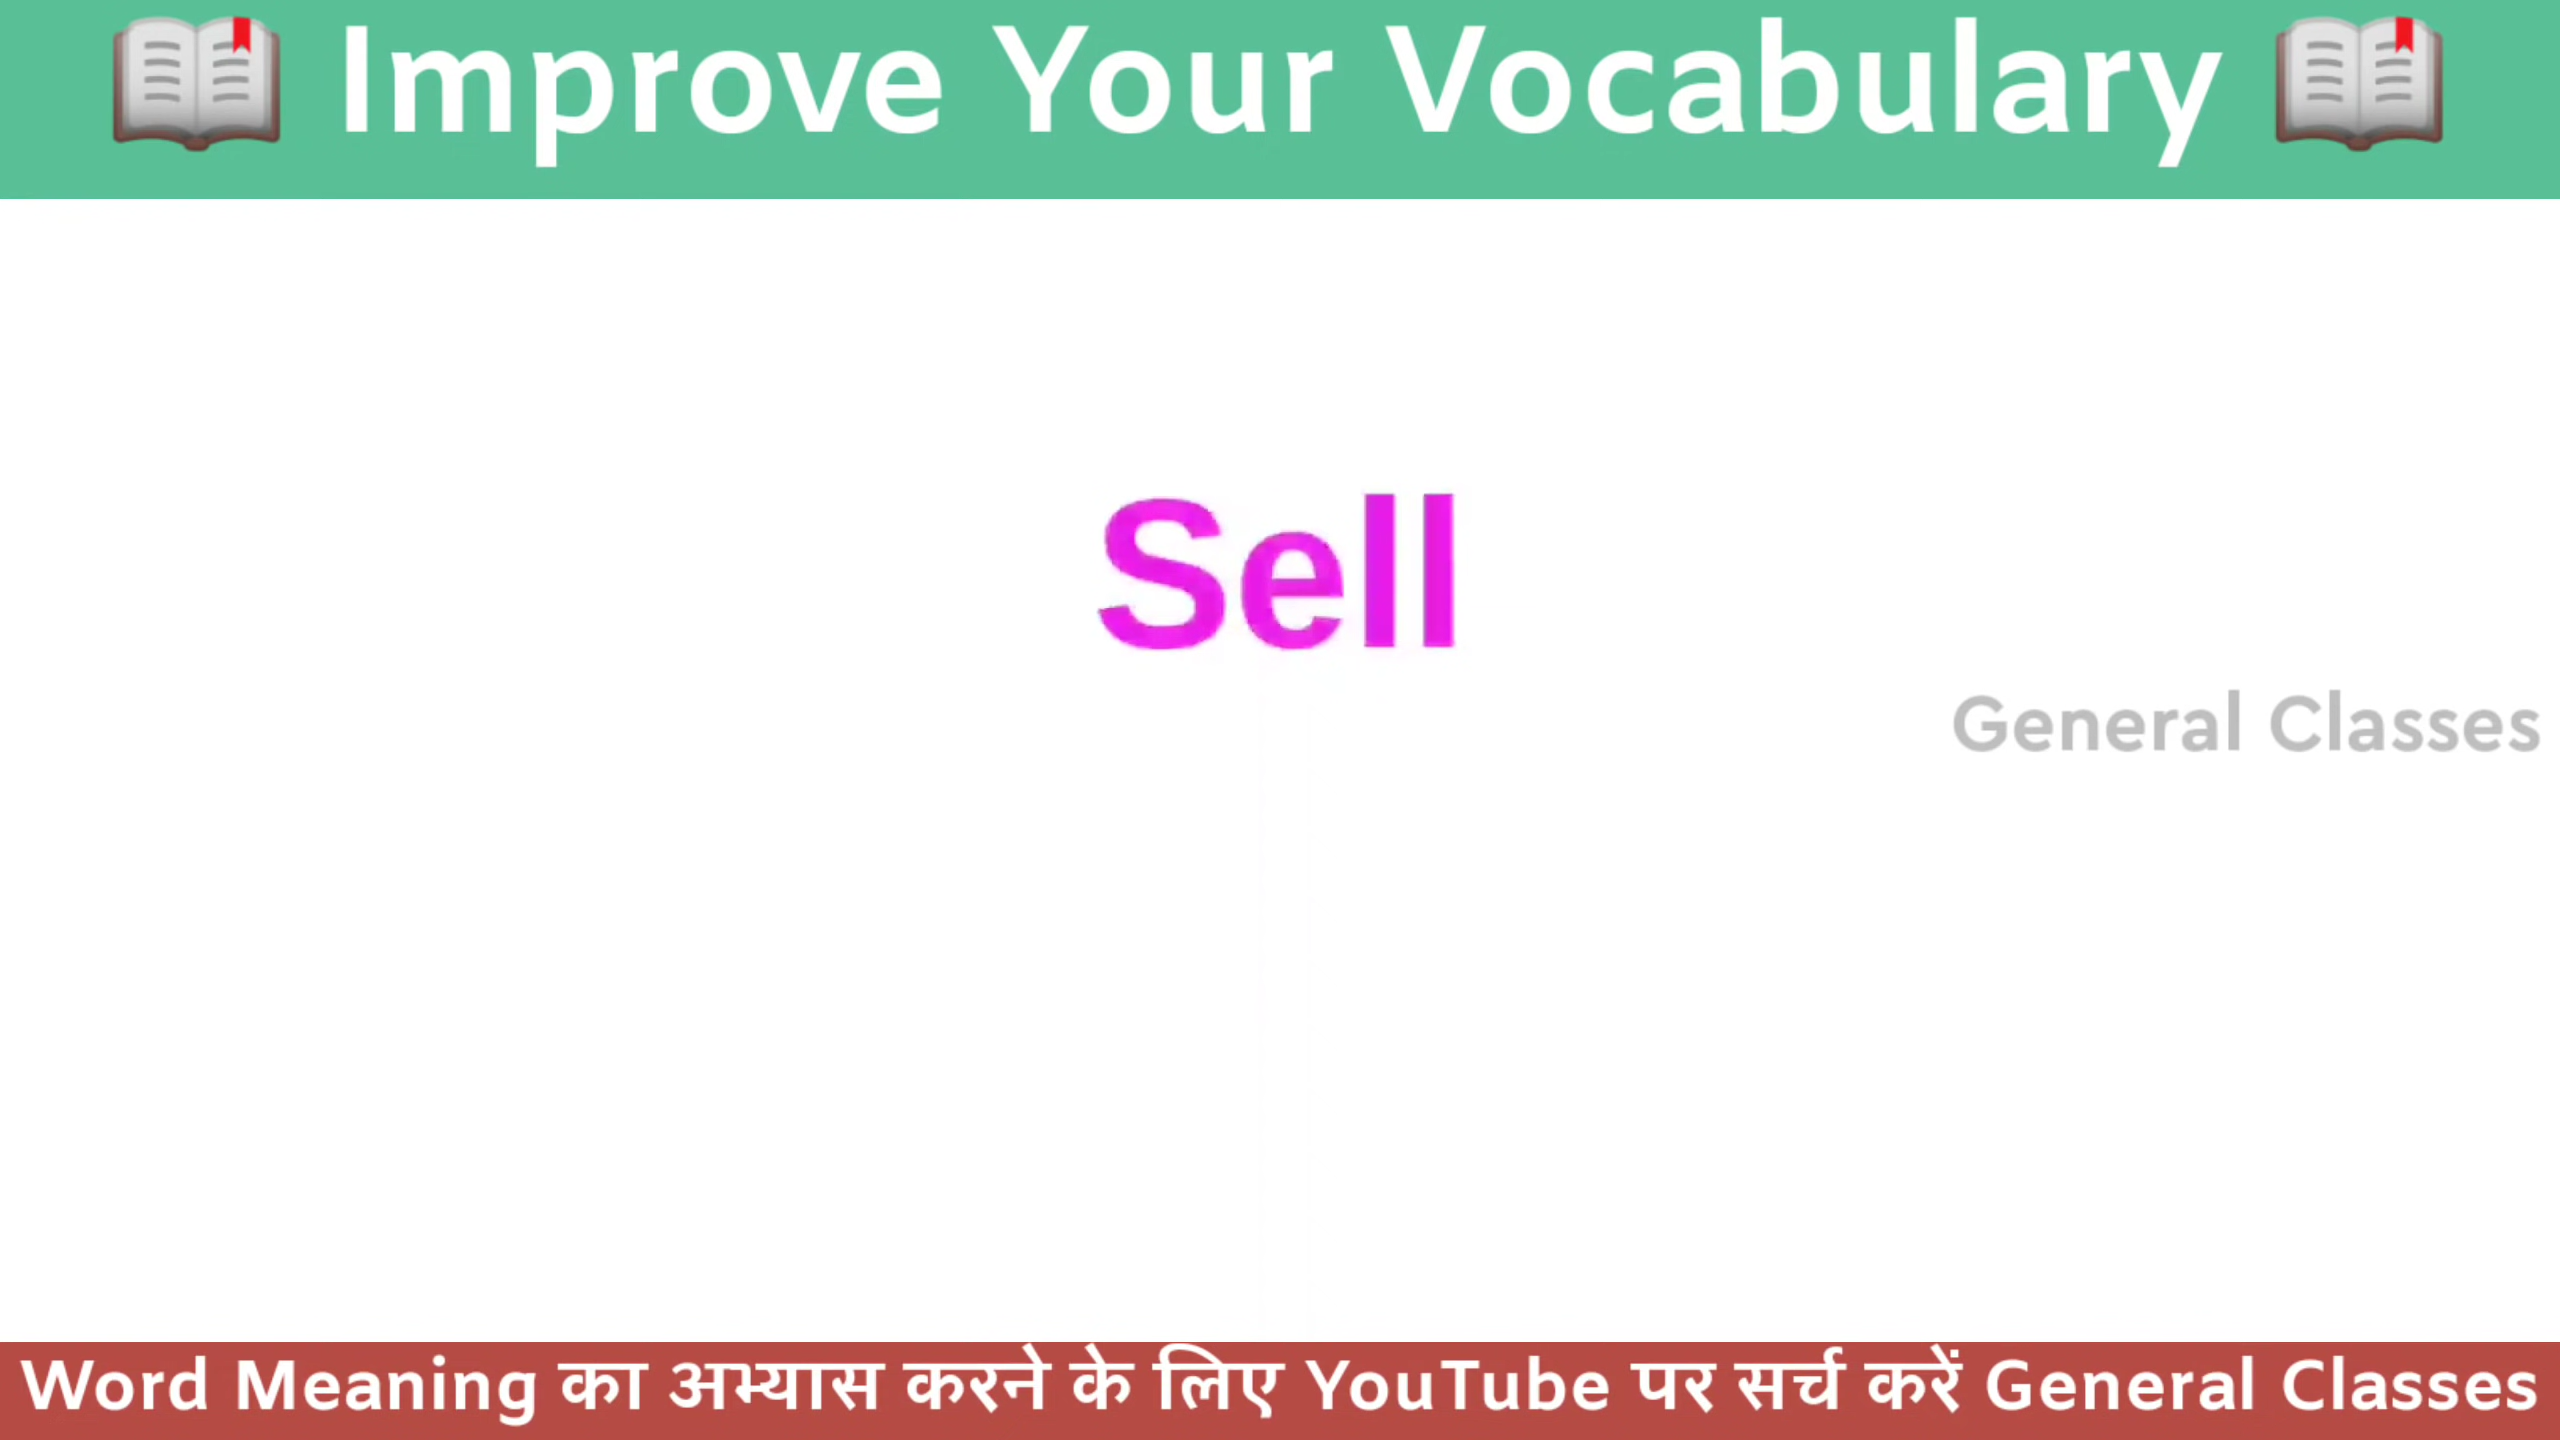 Improve Your Vocabulary
Sell
General Classes
Word Meaning का अभ्यास करने के लिए YouTube पर सर्च करें General Classes